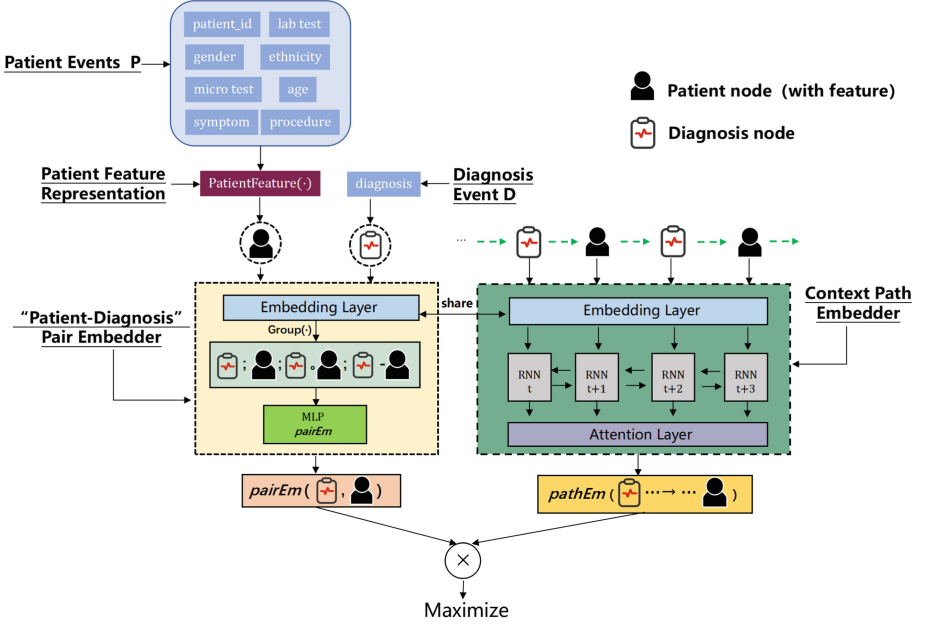 patient_id
lab test
gender
ethnicity
Patient Events P
micro test
age
symptom
procedure
Patient node (with feature)
Diagnosis node
Patient Feature
Representation
PatientFeature(·)
diagnosis
Diagnosis
Event D
...
"Patient-Diagnosis"
Pair Embedder
Embedding Layer
Group(·)
; ; ∘ ; -
MLP
pairEm
share
Embedding Layer
RNN
t
RNN
t+1
RNN
t+2
RNN
t+3
Attention Layer
Context Path
Embedder
pairEm ( , )
pathEm ( ···→ ··· )
×
Maximize